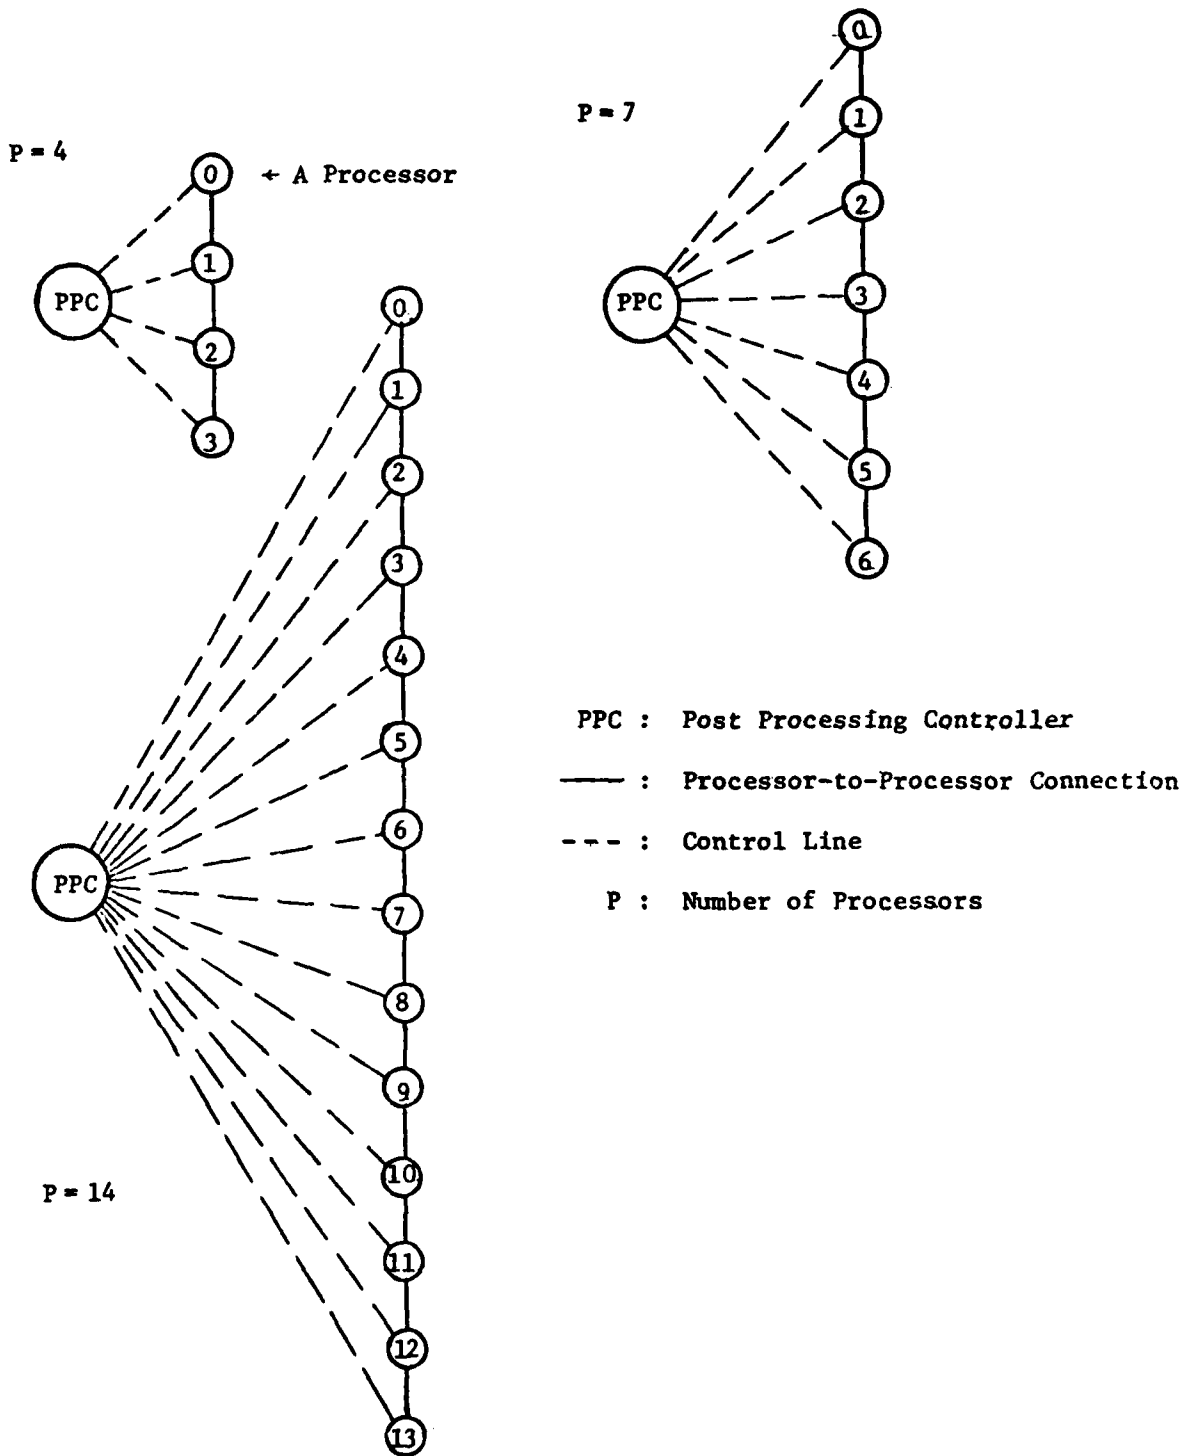 P = 4
0 ← A Processor
1
PPC
2
3
P = 7
0
1
2
PPC
3
4
5
6
0
1
2
3
4
5
6
PPC
7
8
9
10
11
12
13
P = 14
PPC : Post Processing Controller
——— : Processor-to-Processor Connection
--- : Control Line
P : Number of Processors